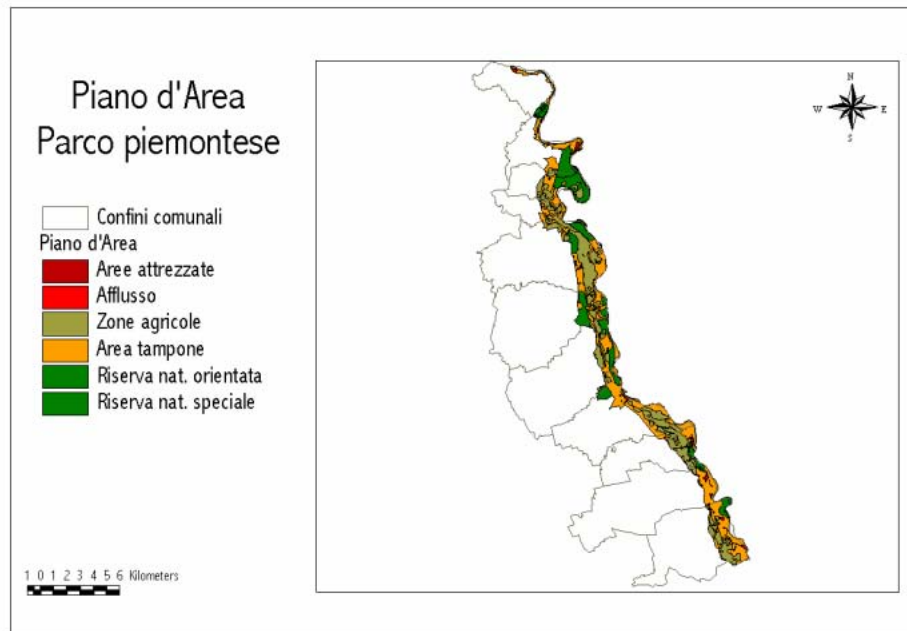 Piano d'Area
Parco piemontese
N
W E
S
Confini comunali
Piano d'Area
Aree attrezzate
Afflusso
Zone agricole
Area tampone
Riserva nat. orientata
Riserva nat. speciale
1 0 1 2 3 4 5 6 Kilometers